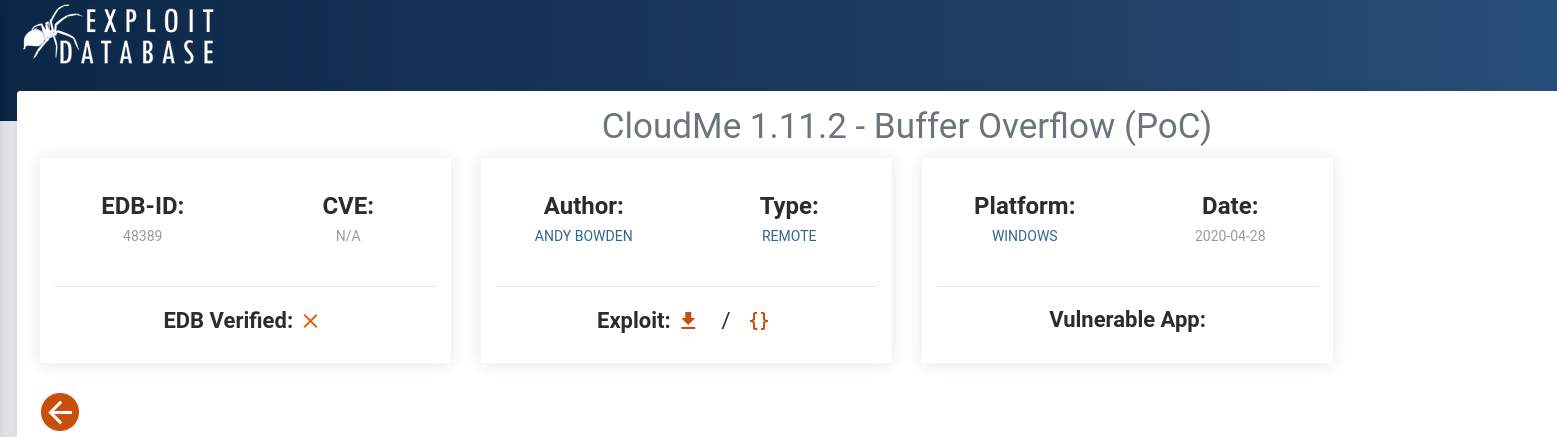 EXPLOIT
DATABASE
CloudMe 1.11.2 - Buffer Overflow (PoC)
EDB-ID:
48389
CVE:
N/A
EDB Verified:
Author:
ANDY BOWDEN
Type:
REMOTE
Exploit: / {}
Platform:
WINDOWS
Date:
2020-04-28
Vulnerable App: